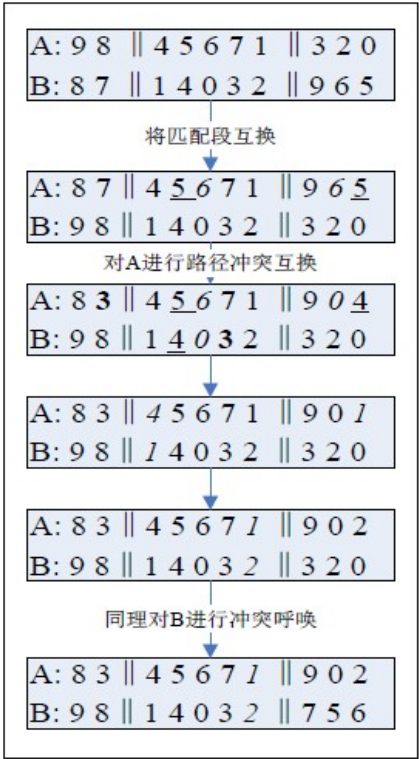 A: 9 8 ‖ 4 5 6 7 1 ‖ 3 2 0
B: 8 7 ‖ 1 4 0 3 2 ‖ 9 6 5
将匹配段互换
A: 8 7 ‖ 4 5 6 7 1 ‖ 9 6 5
B: 9 8 ‖ 1 4 0 3 2 ‖ 3 2 0
对A进行路径冲突互换
A: 8 3 ‖ 4 5 6 7 1 ‖ 9 0 4
B: 9 8 ‖ 1 4 0 3 2 ‖ 3 2 0
A: 8 3 ‖ 4 5 6 7 1 ‖ 9 0 1
B: 9 8 ‖ 1 4 0 3 2 ‖ 3 2 0
A: 8 3 ‖ 4 5 6 7 1 ‖ 9 0 2
B: 9 8 ‖ 1 4 0 3 2 ‖ 3 2 0
同理对B进行冲突呼唤
A: 8 3 ‖ 4 5 6 7 1 ‖ 9 0 2
B: 9 8 ‖ 1 4 0 3 2 ‖ 7 5 6